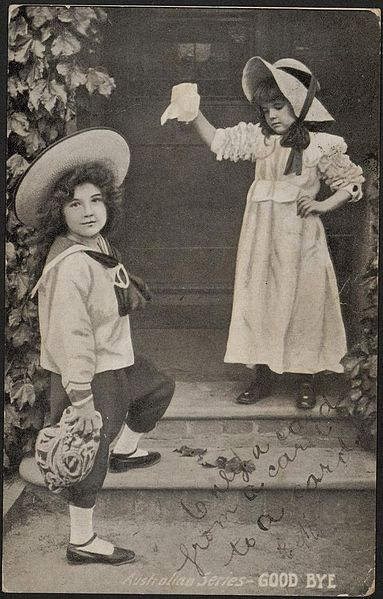 Only a card
from a card
to a card
Australian Series - GOOD BYE